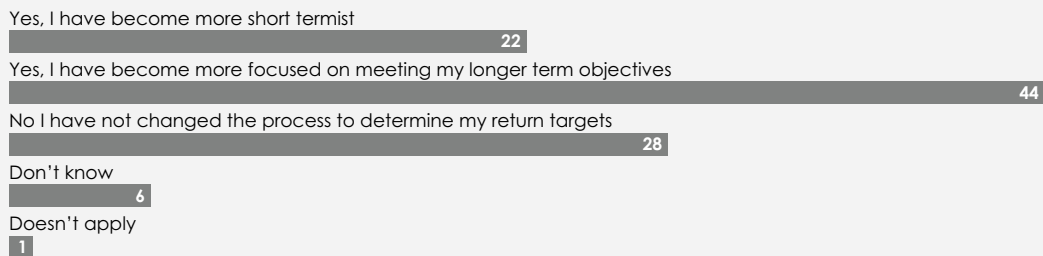 Yes, I have become more short termist
22
Yes, I have become more focused on meeting my longer term objectives
44
No I have not changed the process to determine my return targets
28
Don’t know
6
Doesn’t apply
1